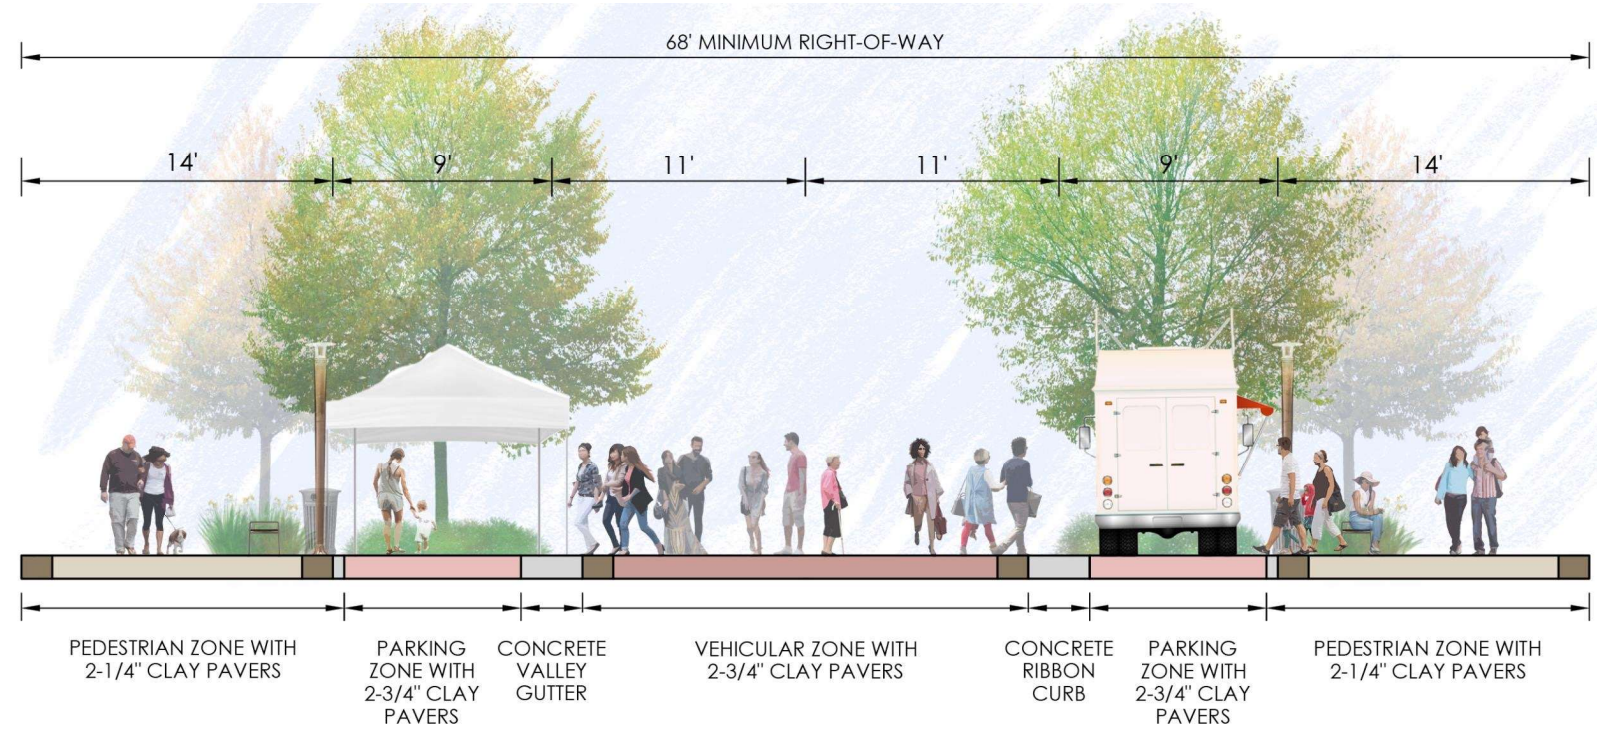 68' MINIMUM RIGHT-OF-WAY
14'
9'
11'
11'
9'
14'
PEDESTRIAN ZONE WITH
2-1/4" CLAY PAVERS
PARKING
ZONE WITH
2-3/4" CLAY
PAVERS
CONCRETE
VALLEY
GUTTER
VEHICULAR ZONE WITH
2-3/4" CLAY PAVERS
CONCRETE
RIBBON
CURB
PARKING
ZONE WITH
2-3/4" CLAY
PAVERS
PEDESTRIAN ZONE WITH
2-1/4" CLAY PAVERS